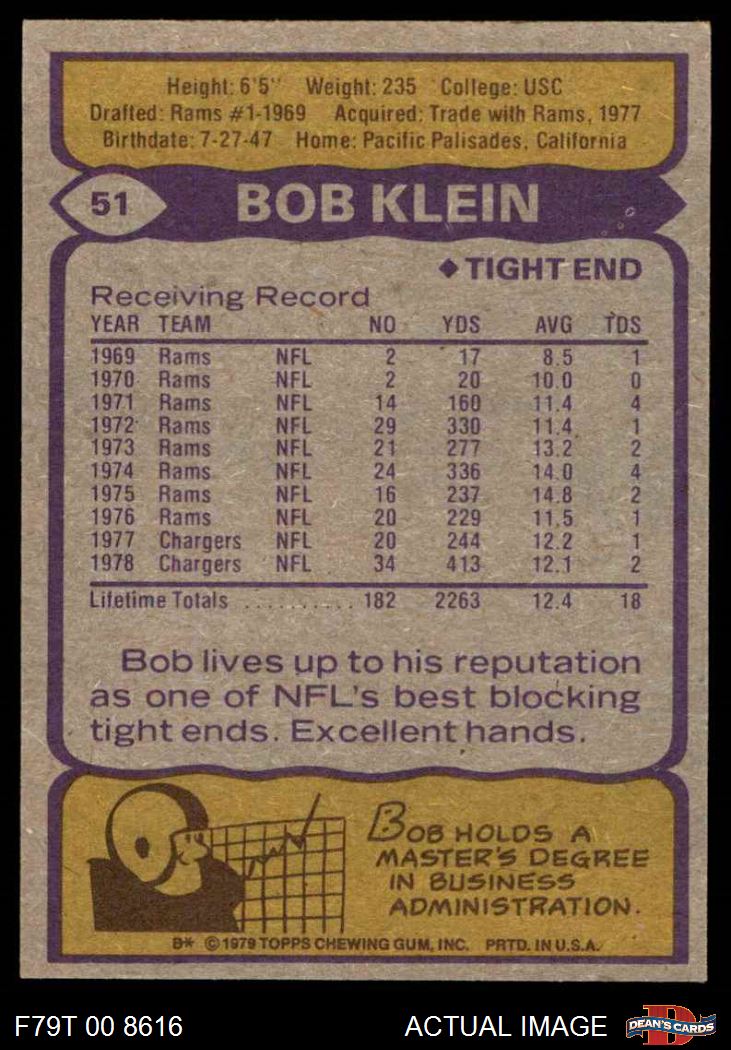 Height: 6'5" Weight: 235 College: USC
Drafted: Rams #1-1969 Acquired: Trade with Rams, 1977
Birthdate: 7-27-47 Home: Pacific Palisades, California
51 BOB KLEIN
◆ TIGHT END
Receiving Record
YEAR TEAM NO YDS AVG TDS
1969 Rams NFL 2 17 8.5 1
1970 Rams NFL 2 20 10.0 0
1971 Rams NFL 14 160 11.4 4
1972 Rams NFL 29 330 11.4 1
1973 Rams NFL 21 277 13.2 2
1974 Rams NFL 24 336 14.0 4
1975 Rams NFL 16 237 14.8 2
1976 Rams NFL 20 229 11.5 1
1977 Chargers NFL 20 244 12.2 1
1978 Chargers NFL 34 413 12.1 2
Lifetime Totals .......... 182 2263 12.4 18
Bob lives up to his reputation
as one of NFL's best blocking
tight ends. Excellent hands.
BOB HOLDS A
MASTER'S DEGREE
IN BUSINESS
ADMINISTRATION.
B* © 1979 TOPPS CHEWING GUM, INC. PRTD. IN U.S.A.
F79T 00 8616 ACTUAL IMAGE D DEAN'S CARDS